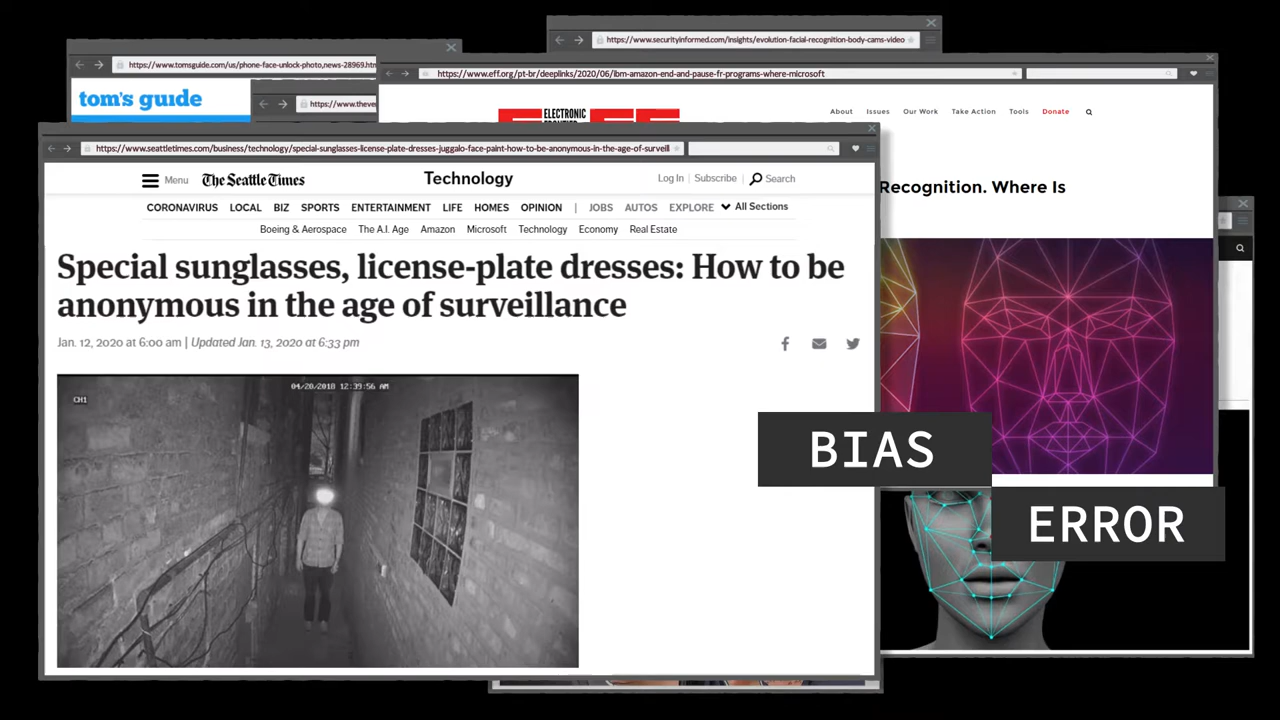 https://www.securityinformed.com/insights/evolution-facial-recognition-body-cams-video
https://www.tomsguide.com/us/phone-face-unlock-photo,news-28969.htm
https://www.eff.org/pt-br/deeplinks/2020/06/ibm-amazon-end-and-pause-fr-programs-where-microsoft
tom's guide
https://www.theve
ELECTRONIC
FRONTIER
About Issues Our Work Take Action Tools Donate
Recognition. Where Is
https://www.seattletimes.com/business/technology/special-sunglasses-license-plate-dresses-juggalo-face-paint-how-to-be-anonymous-in-the-age-of-surveill
Menu The Seattle Times Technology Log In | Subscribe Search
CORONAVIRUS LOCAL BIZ SPORTS ENTERTAINMENT LIFE HOMES OPINION | JOBS AUTOS EXPLORE All Sections
Boeing & Aerospace The A.I. Age Amazon Microsoft Technology Economy Real Estate
Special sunglasses, license-plate dresses: How to be
anonymous in the age of surveillance
Jan. 12, 2020 at 6:00 am | Updated Jan. 13, 2020 at 6:33 pm
04/20/2018 12:39:56 AM
CH1
BIAS
ERROR